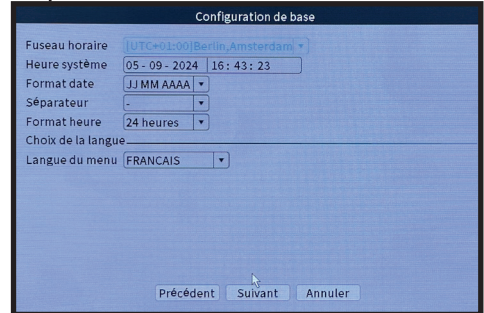 Configuration de base
Fuseau horaire [UTC+01:00]Berlin,Amsterdam
Heure système 05 - 09 - 2024 16 : 43 : 23
Format date JJ MM AAAA
Séparateur -
Format heure 24 heures
Choix de la langue
Langue du menu FRANCAIS
Précédent Suivant Annuler